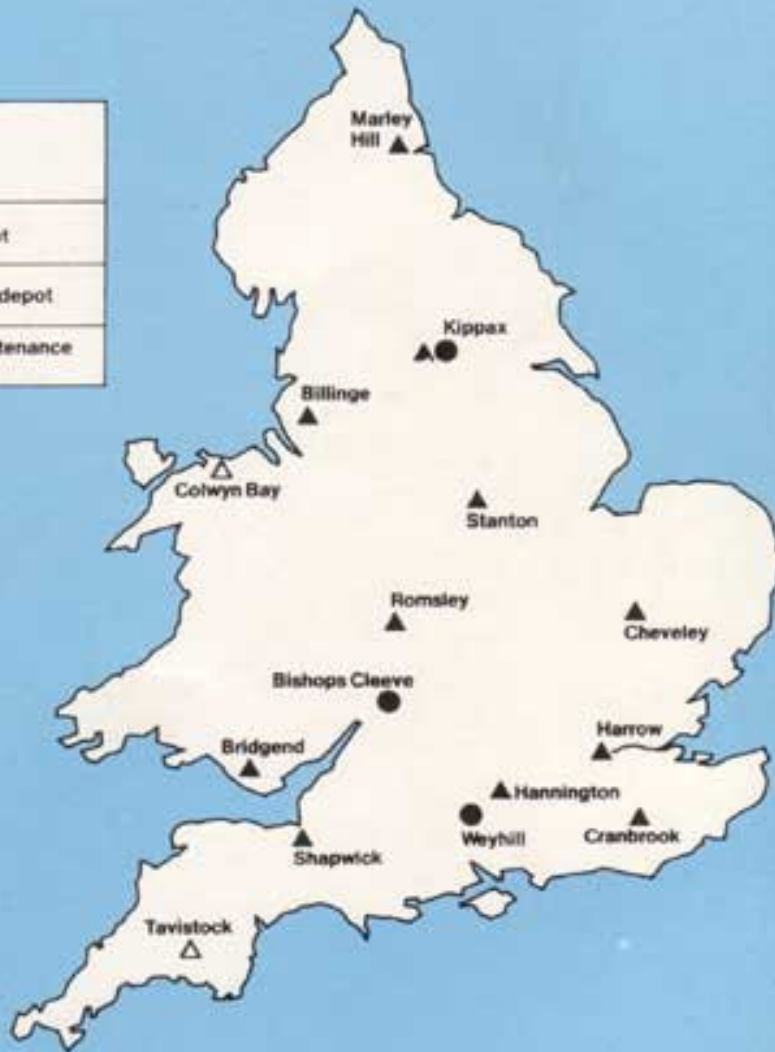 Marley
Hill
depot
Kippax
tenance
Billinge
Colwyn Bay
Stanton
Romsley
Cheveley
Bishops Cleeve
Harrow
Bridgend
Hannington
Weyhill
Cranbrook
Shapwick
Tavistock